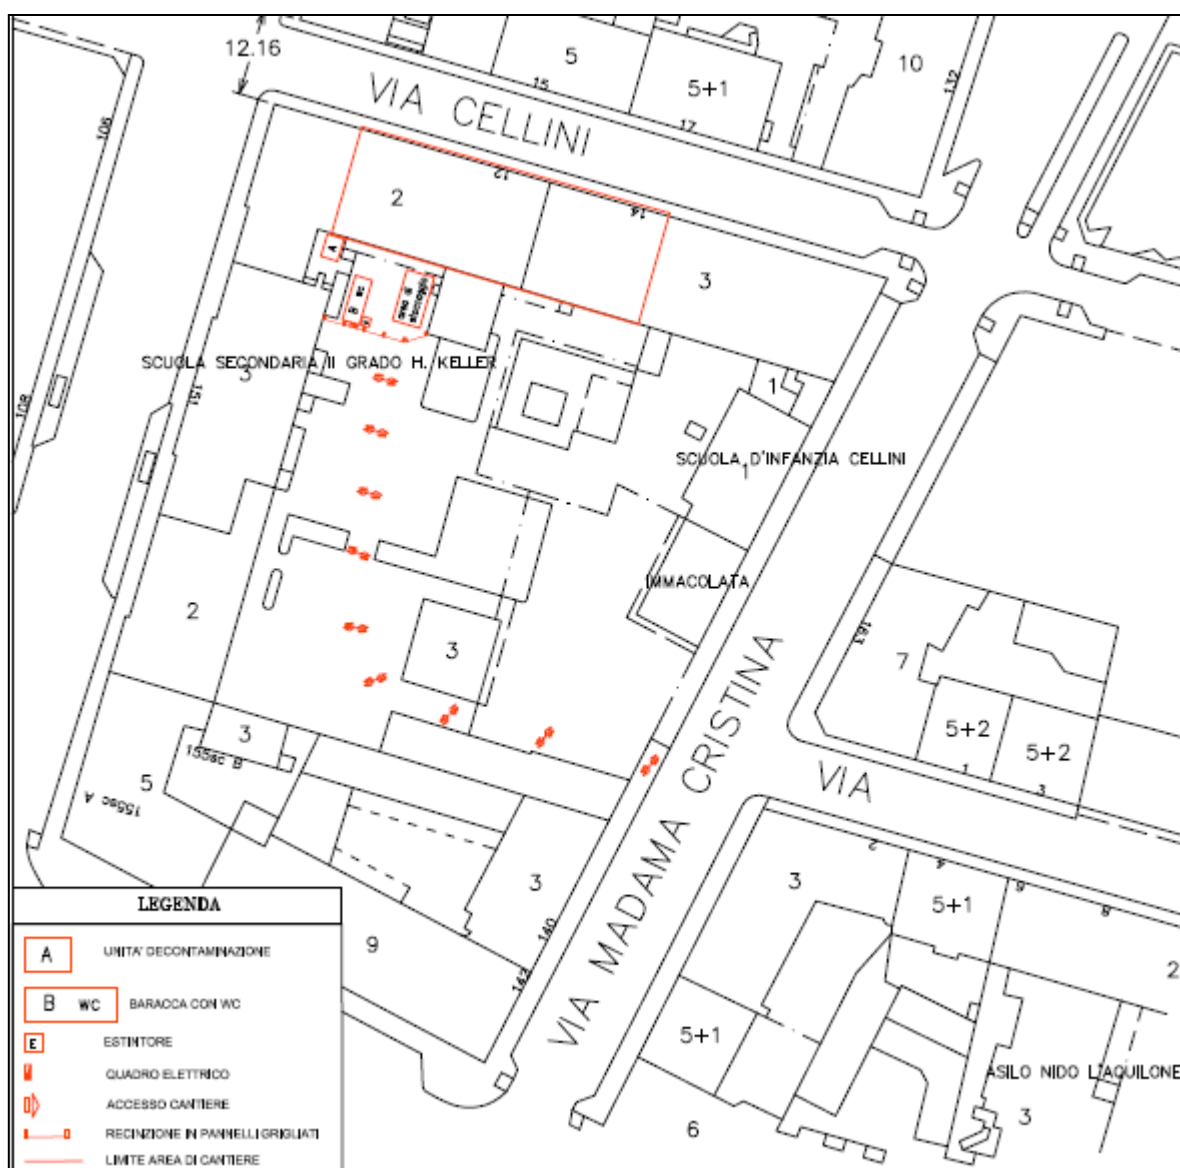 12.16
VIA CELLINI
5
15
5+1
17
10
132
106
2
12
14
3
A
WC
B
E
SCUOLA SECONDARIA II GRADO H. KELLER
3
151
108
1
SCUOLA D'INFANZIA CELLINI
1
IMMACOLATA
2
3
163
7
5+2
5+2
1
3
3
155sc B
5
155sc A
VIA
VIA MADAMA CRISTINA
2
4
6
8
3
3
5+1
2
140
9
142
5+1
ASILO NIDO L'AQUILONE
3
6
LEGENDA
A UNITA' DECONTAMINAZIONE
B WC BARACCA CON WC
E ESTINTORE
QUADRO ELETTRICO
ACCESSO CANTIERE
RECINZIONE IN PANNELLI GRIGLIATI
LIMITE AREA DI CANTIERE